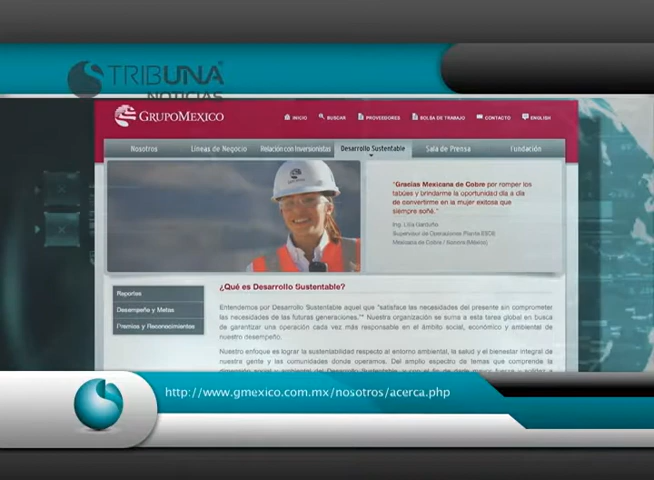 TRIBUNA
NOTICIAS
GRUPOMEXICO
INICIO BUSCAR PROVEEDORES BOLSA DE TRABAJO CONTACTO ENGLISH
Nosotros Líneas de Negocio Relación con Inversionistas Desarrollo Sustentable Sala de Prensa Fundación
"Gracias Mexicana de Cobre por romper los
tabúes y brindarme la oportunidad día a día
de convertirme en la mujer exitosa que
siempre soñé."
Supervisor de Operaciones Planta ESDE
¿Qué es Desarrollo Sustentable?
Reportes
Desempeño y Metas
Premios y Reconocimientos
Entendemos por Desarrollo Sustentable aquel que "satisface las necesidades del presente sin comprometer
las necesidades de las futuras generaciones,"* Nuestra organización se suma a esta tarea global en busca
de garantizar una operación cada vez más responsable en el ámbito social, económico y ambiental de
nuestro desempeño.
Nuestro enfoque es lograr la sustentabilidad respecto al entorno ambiental, la salud y el bienestar integral de
nuestra gente y las comunidades donde operamos. Del amplio espectro de temas que comprende la
http://www.gmexico.com.mx/nosotros/acerca.php